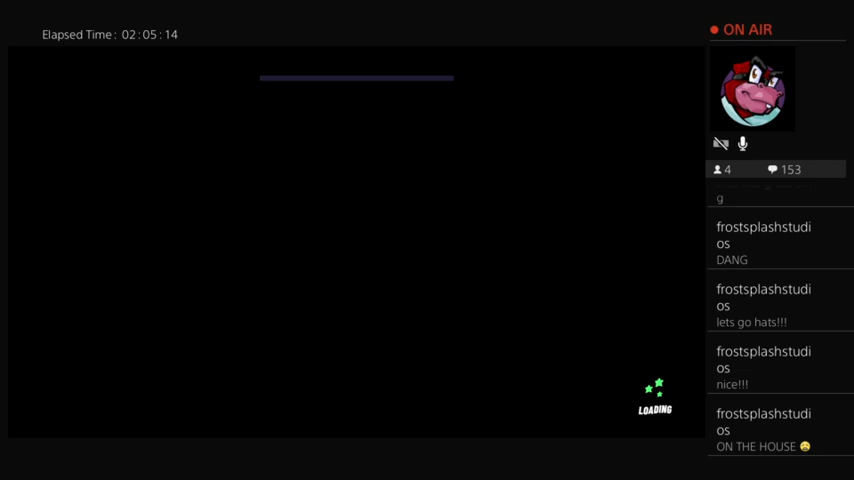 Elapsed Time: 02:05:14
ON AIR
4 153
g
frostsplashstudi
os
DANG
frostsplashstudi
os
lets go hats!!!
frostsplashstudi
os
nice!!!
LOADING
frostsplashstudi
os
ON THE HOUSE 😩